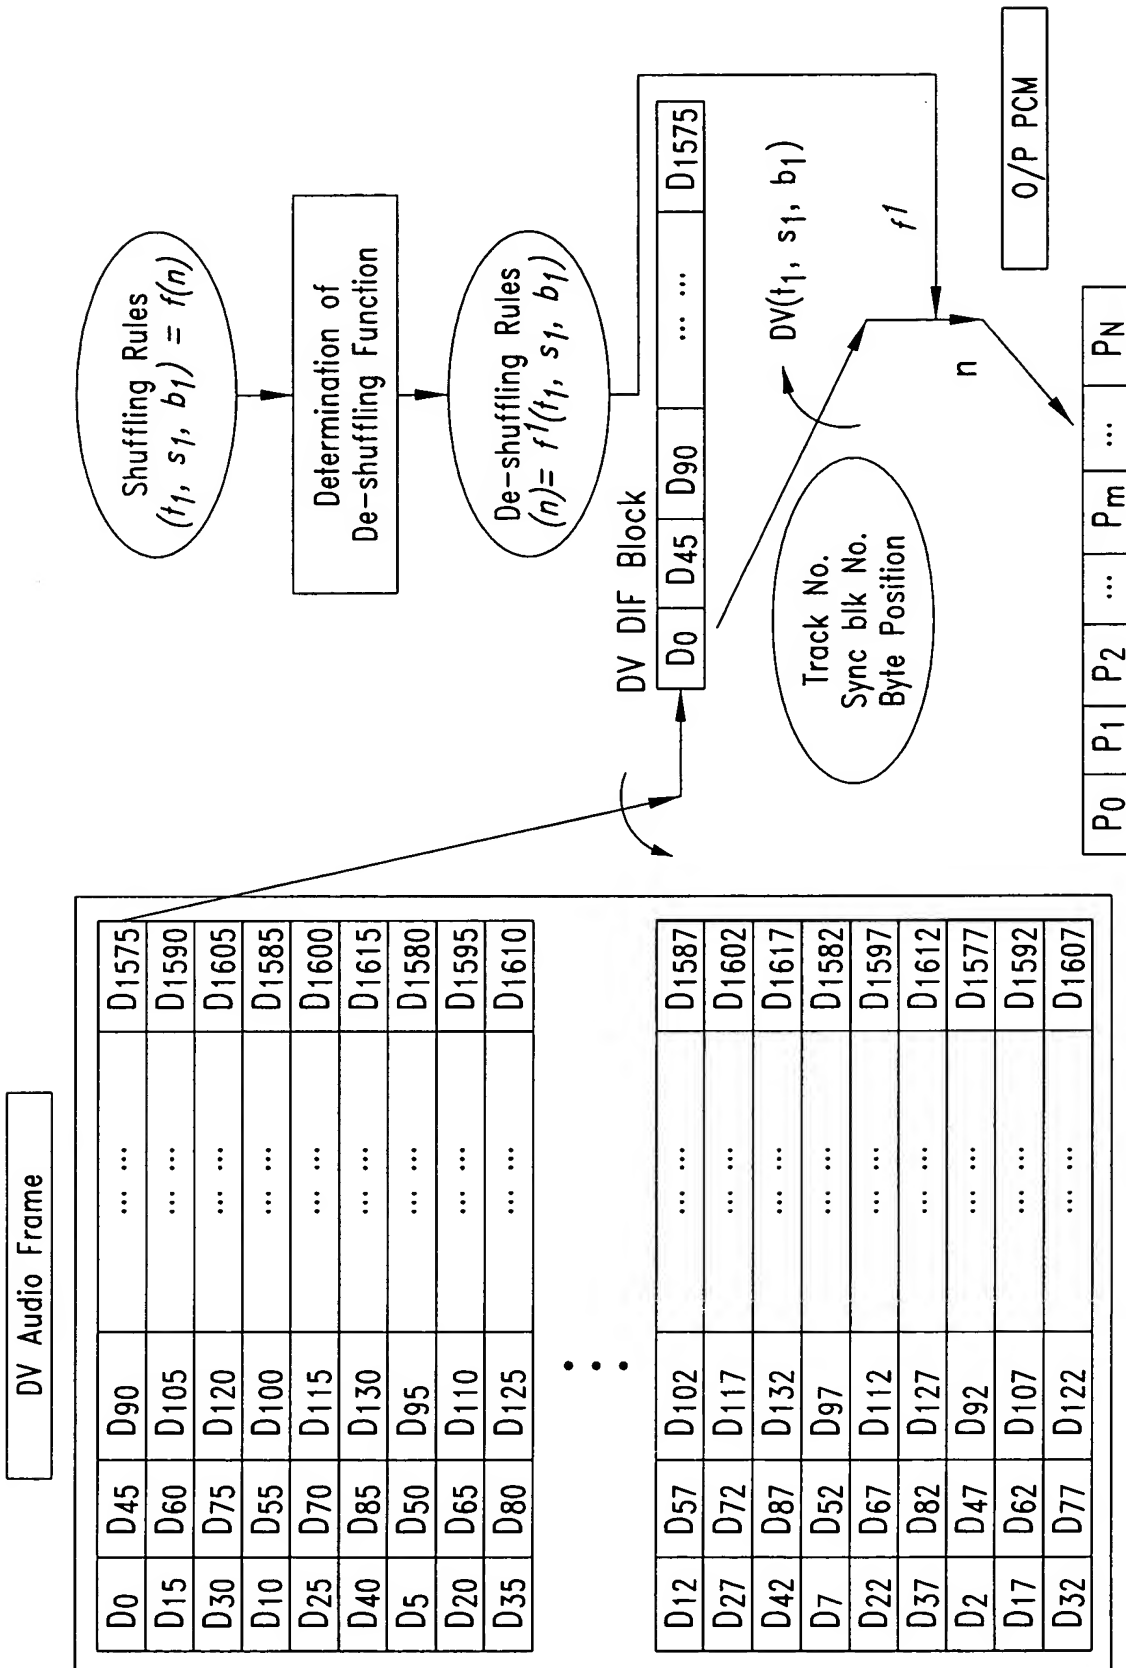 DV Audio Frame
D0 D45 D90 ... ... D1575
D15 D60 D105 ... ... D1590
D30 D75 D120 ... ... D1605
D10 D55 D100 ... ... D1585
D25 D70 D115 ... ... D1600
D40 D85 D130 ... ... D1615
D5 D50 D95 ... ... D1580
D20 D65 D110 ... ... D1595
D35 D80 D125 ... ... D1610
...
D12 D57 D102 ... ... D1587
D27 D72 D117 ... ... D1602
D42 D87 D132 ... ... D1617
D7 D52 D97 ... ... D1582
D22 D67 D112 ... ... D1597
D37 D82 D127 ... ... D1612
D2 D47 D92 ... ... D1577
D17 D62 D107 ... ... D1592
D32 D77 D122 ... ... D1607
Shuffling Rules
(t1, s1, b1) = f(n)
Determination of
De-shuffling Function
De-shuffling Rules
(n)= f1(t1, s1, b1)
DV DIF Block
D0 D45 D90 ... ... D1575
Track No.
Sync blk No.
Byte Position
DV(t1, s1, b1)
f1
n
O/P PCM
P0 P1 P2 ... Pm ... PN